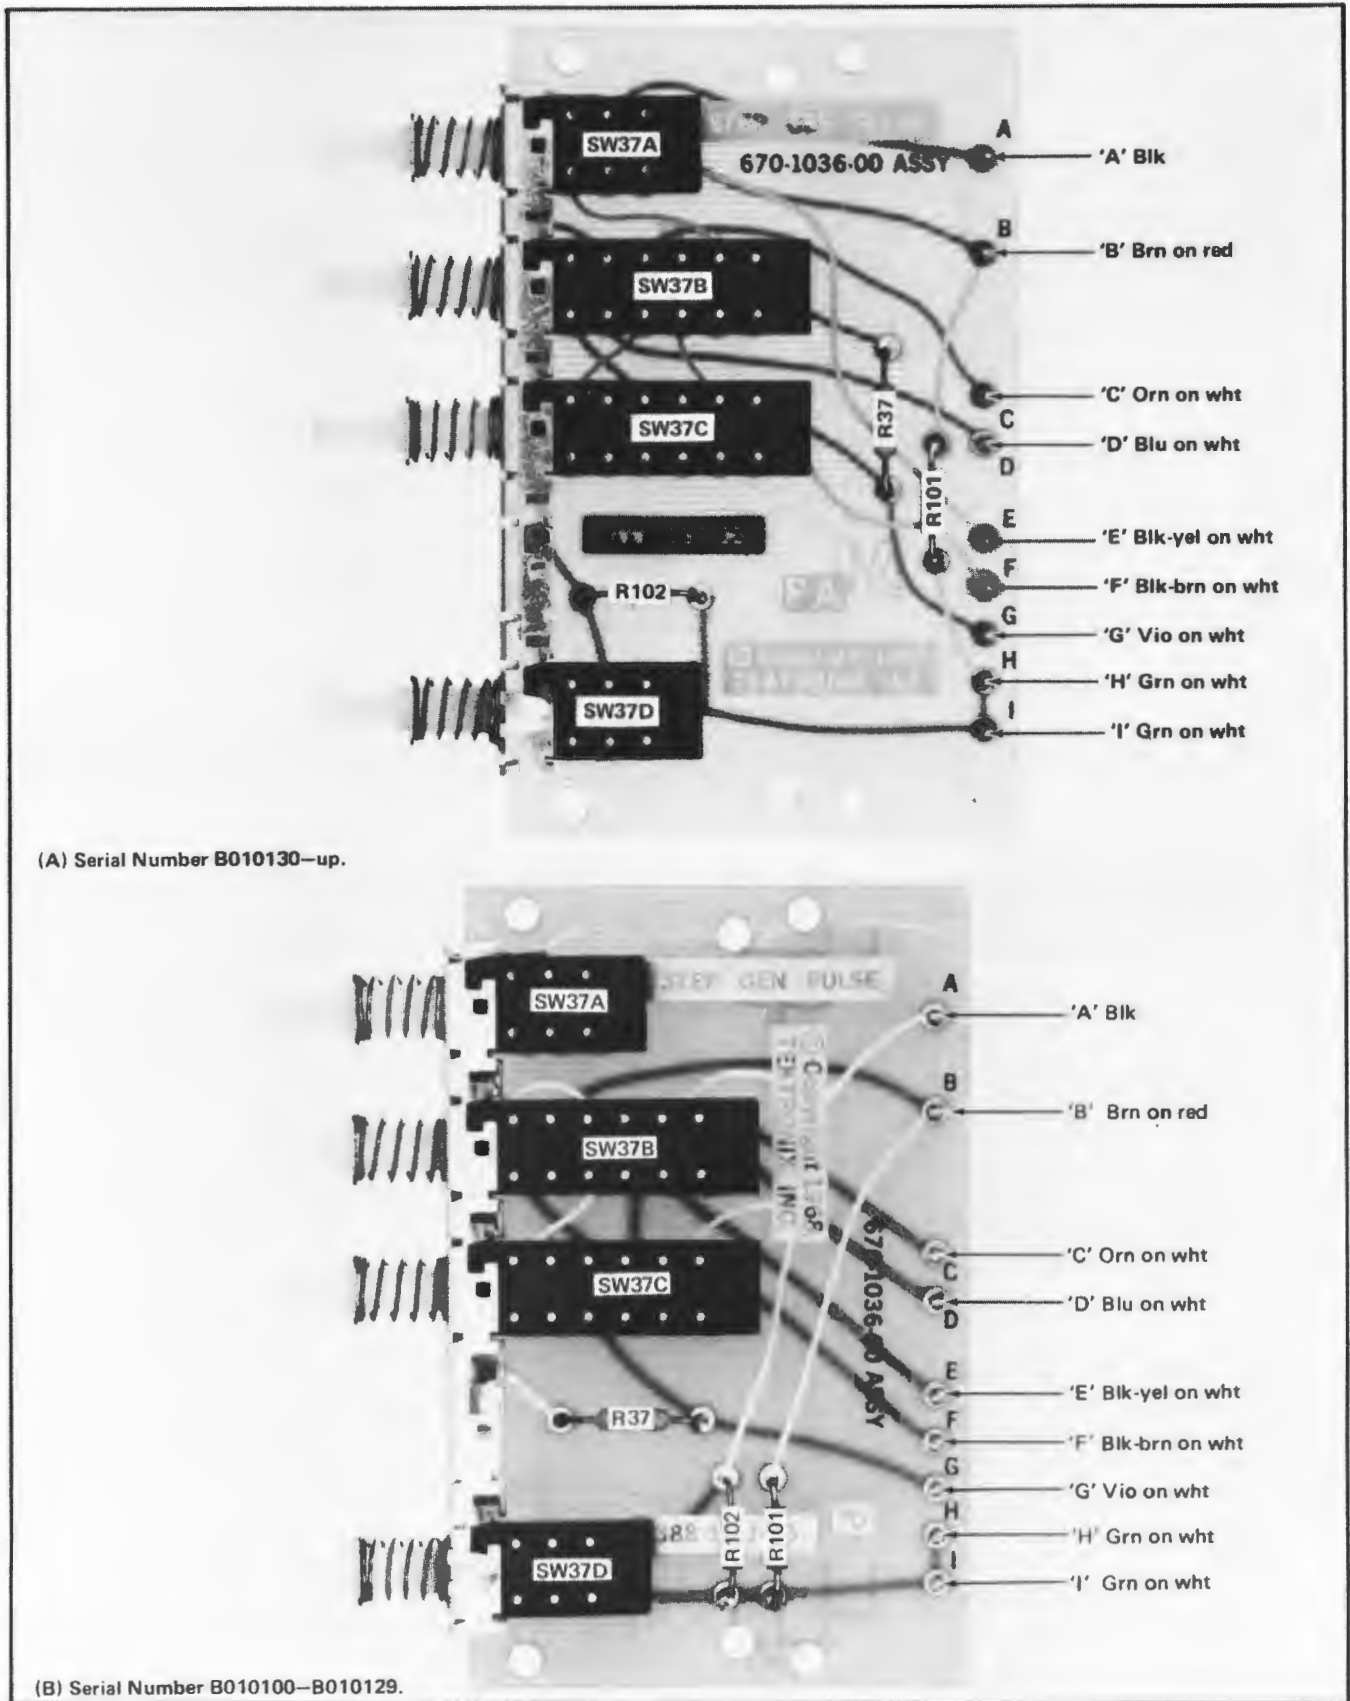 SW37A
670-1036-00 ASSY
A
'A' Blk
B
'B' Brn on red
SW37B
'C' Orn on wht
C
R37
SW37C
'D' Blu on wht
D
R101
E
'E' Blk-yel on wht
F
'F' Blk-brn on wht
R102
G
'G' Vio on wht
H
'H' Grn on wht
SW37D
I
'I' Grn on wht
(A) Serial Number B010130—up.
STEP GEN PULSE
A
SW37A
'A' Blk
B
'B' Brn on red
SW37B
TEKTRONIX INC
'C' Orn on wht
C
SW37C
'D' Blu on wht
D
ASSY
E
'E' Blk-yel on wht
R37
F
'F' Blk-brn on wht
G
'G' Vio on wht
H
R102
R101
'H' Grn on wht
I
SW37D
'I' Grn on wht
(B) Serial Number B010100—B010129.